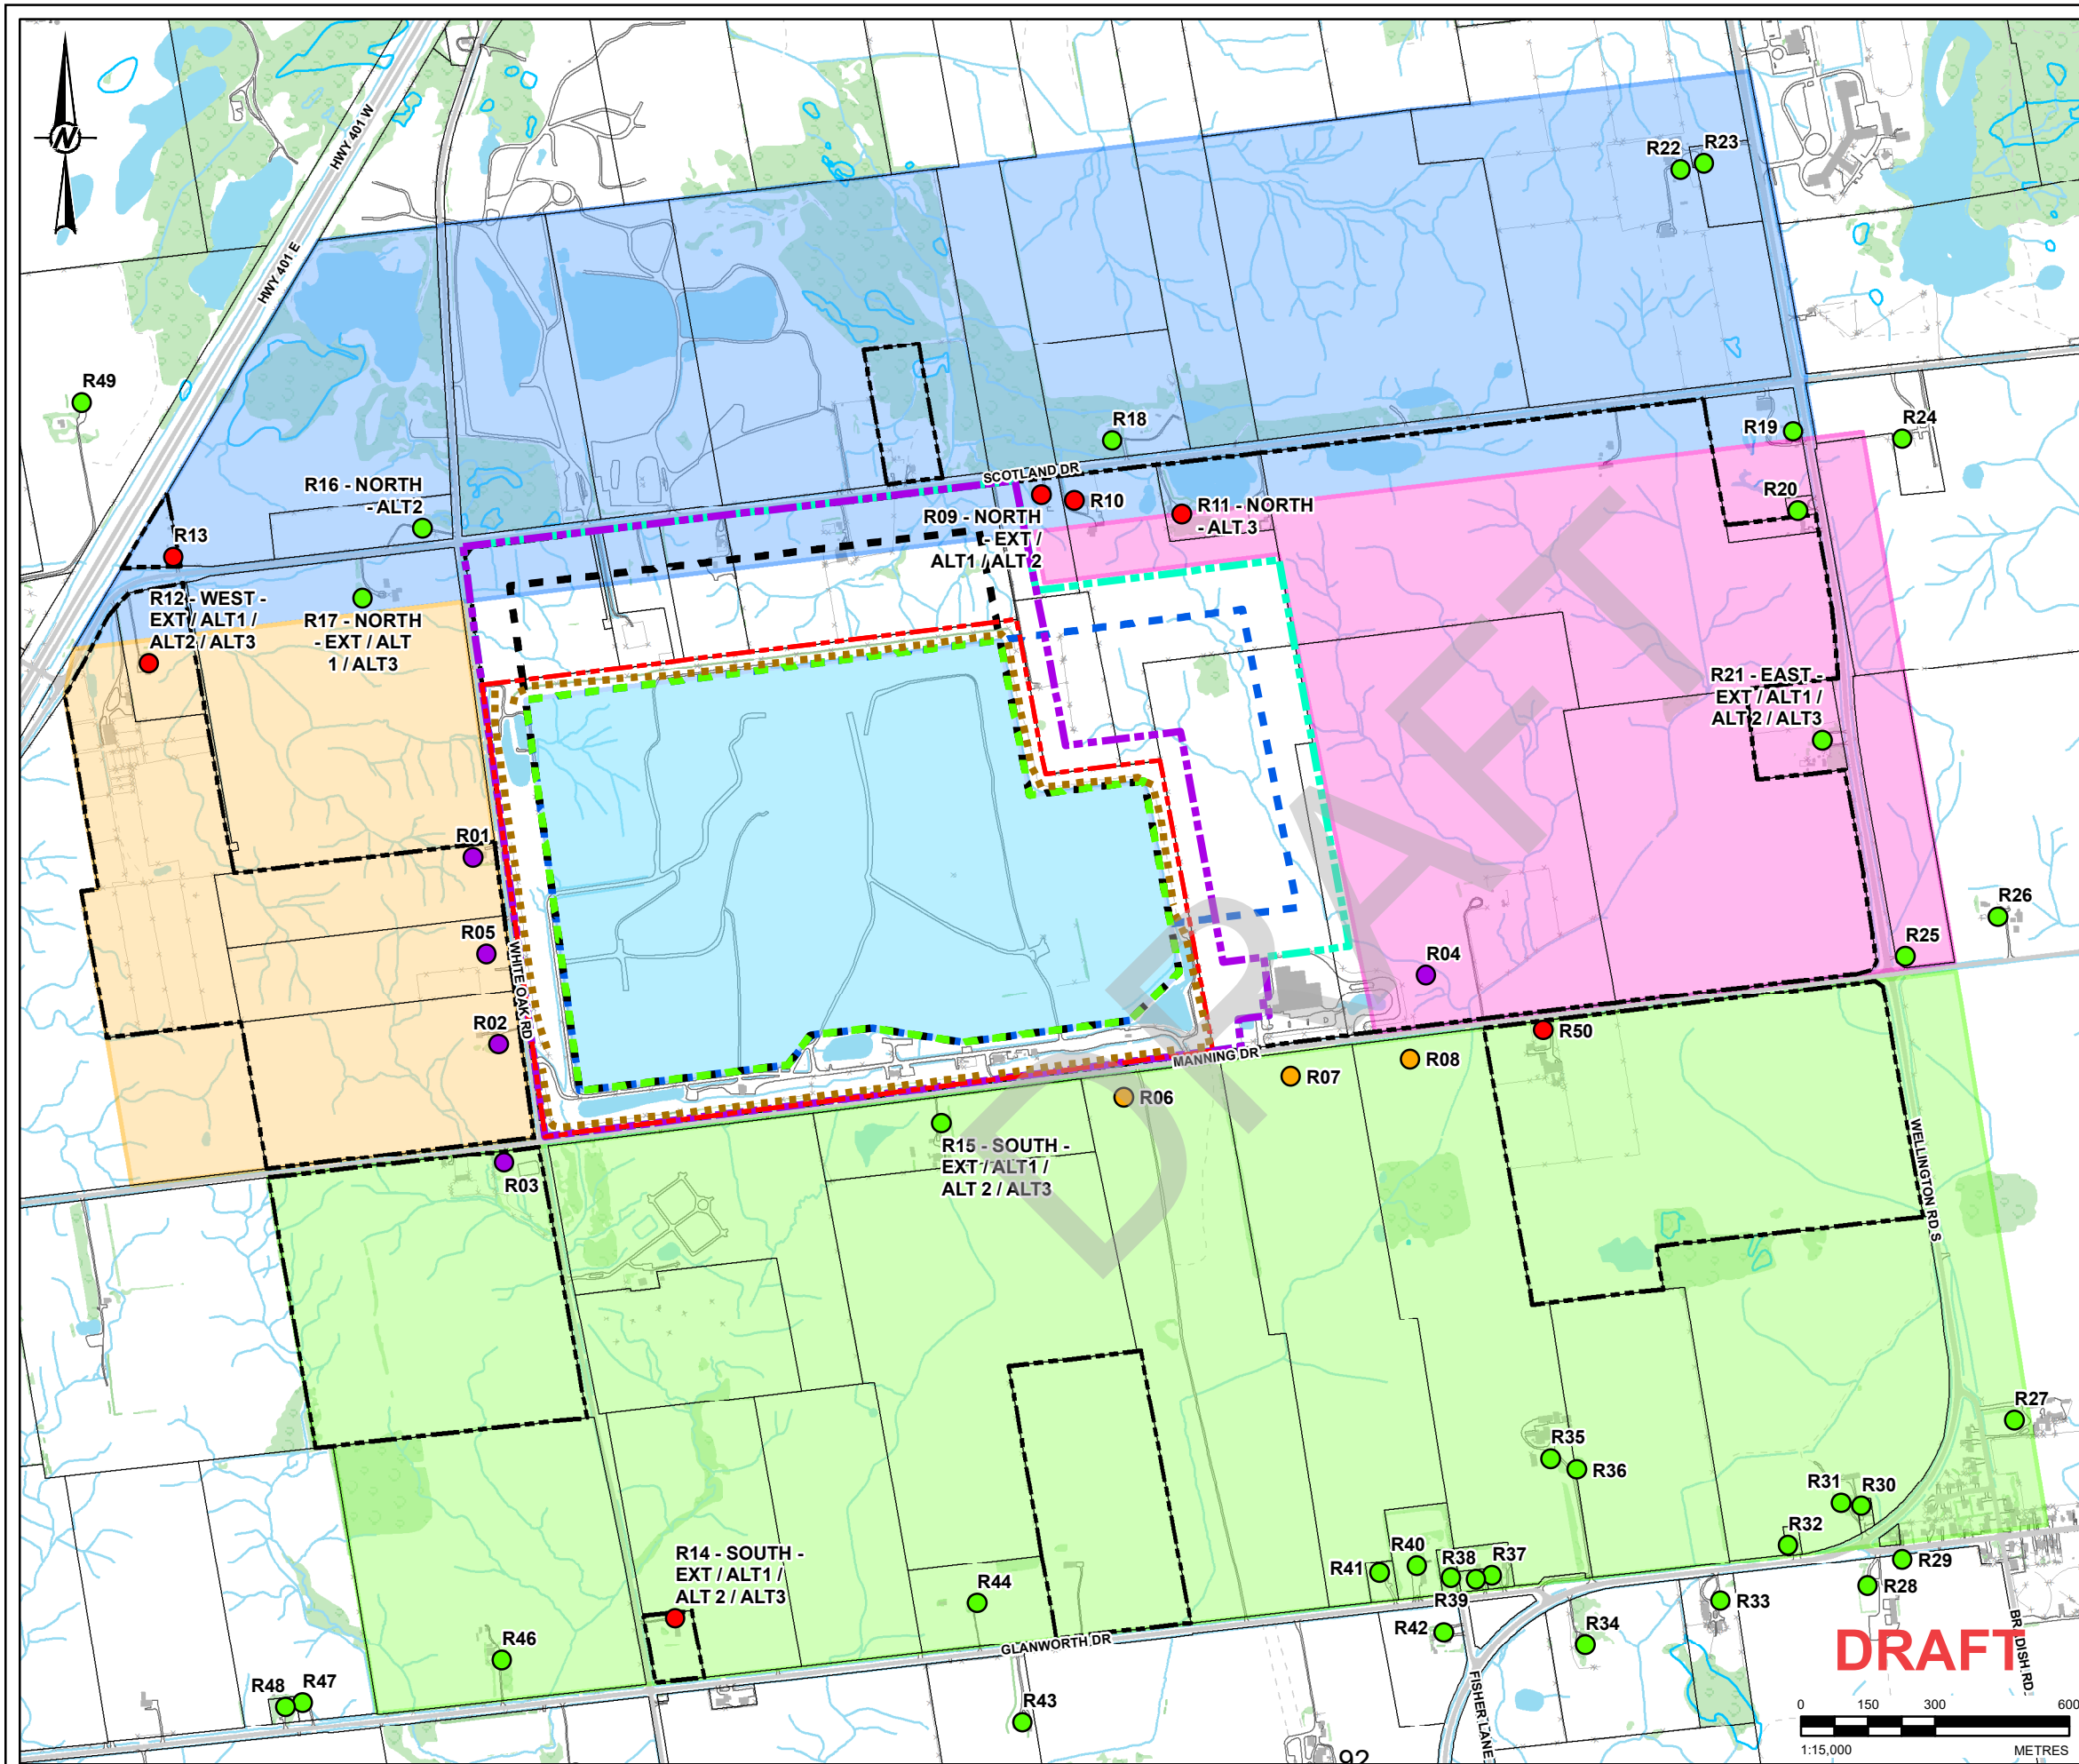 N
HWY 401 W
HWY 401 E
R22
R23
R49
R18
R19
R24
SCOTLAND DR
R16 - NORTH
- ALT2
R20
R10
R09 - NORTH
- EXT /
ALT1 / ALT 2
R11 - NORTH
- ALT 3
R13
R12 - WEST -
EXT / ALT1 /
ALT2 / ALT3
R17 - NORTH
- EXT / ALT
1 / ALT3
R21 - EAST -
EXT / ALT1 /
ALT 2 / ALT3
R01
R05
WHITE OAK RD
R26
R25
R04
R02
R50
MANNING DR
R08
R07
R06
R15 - SOUTH -
EXT / ALT1 /
ALT 2 / ALT3
R03
WELLINGTON RD S
DRAFT
R27
R35
R36
R31
R30
R32
R29
R28
R14 - SOUTH -
EXT / ALT1 /
ALT 2 / ALT3
R44
R41
R40
R38
R37
R39
R42
R33
R34
R46
GLANWORTH DR
R48
R47
R43
FISHER LANE
BRADISH RD
DRAFT
0 150 300 600
1:15,000 METRES